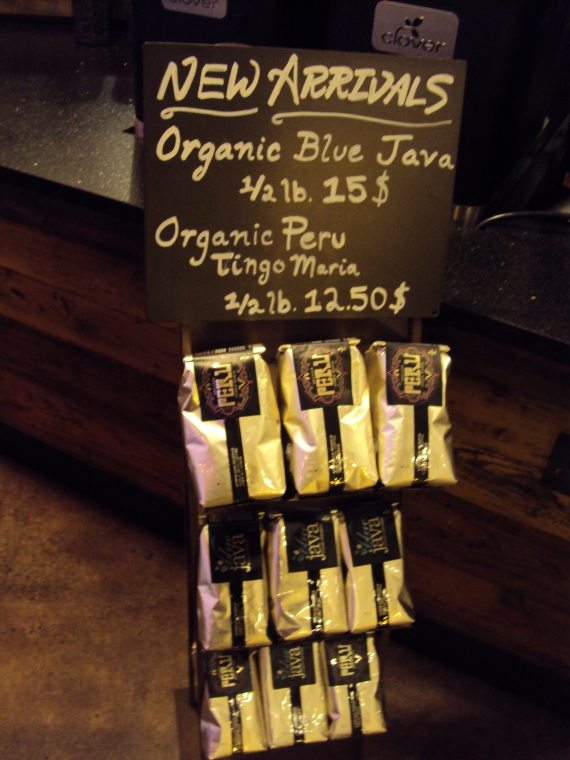 clover
clover
NEW ARRIVALS
Organic Blue Java
1/2 lb. 15$
Organic Peru
Tingo Maria
1/2 lb. 12.50$
PERU
PERU
PERU
java
java
java
PERU
java
PERU